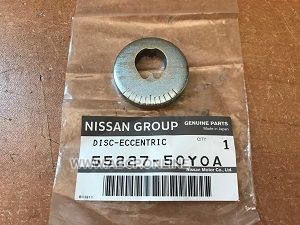 NISSAN GROUP
GENUINE PARTS
Made in Japan
DISC-ECCENTRIC
QTY
1
55227-50Y0A
Nissan Motor Co., Ltd.